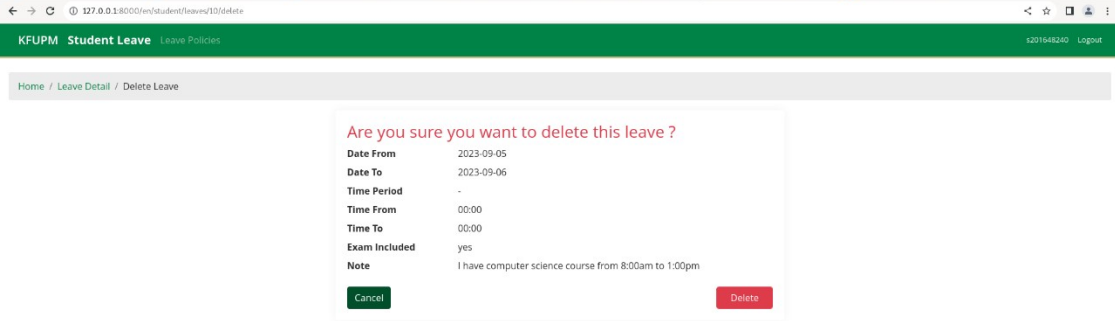 127.0.0.1:8000/en/student/leaves/10/delete
KFUPM Student Leave Leave Policies s201648240 Logout
Home / Leave Detail / Delete Leave
Are you sure you want to delete this leave ?
Date From 2023-09-05
Date To 2023-09-06
Time Period -
Time From 00:00
Time To 00:00
Exam Included yes
Note I have computer science course from 8:00am to 1:00pm
Cancel Delete